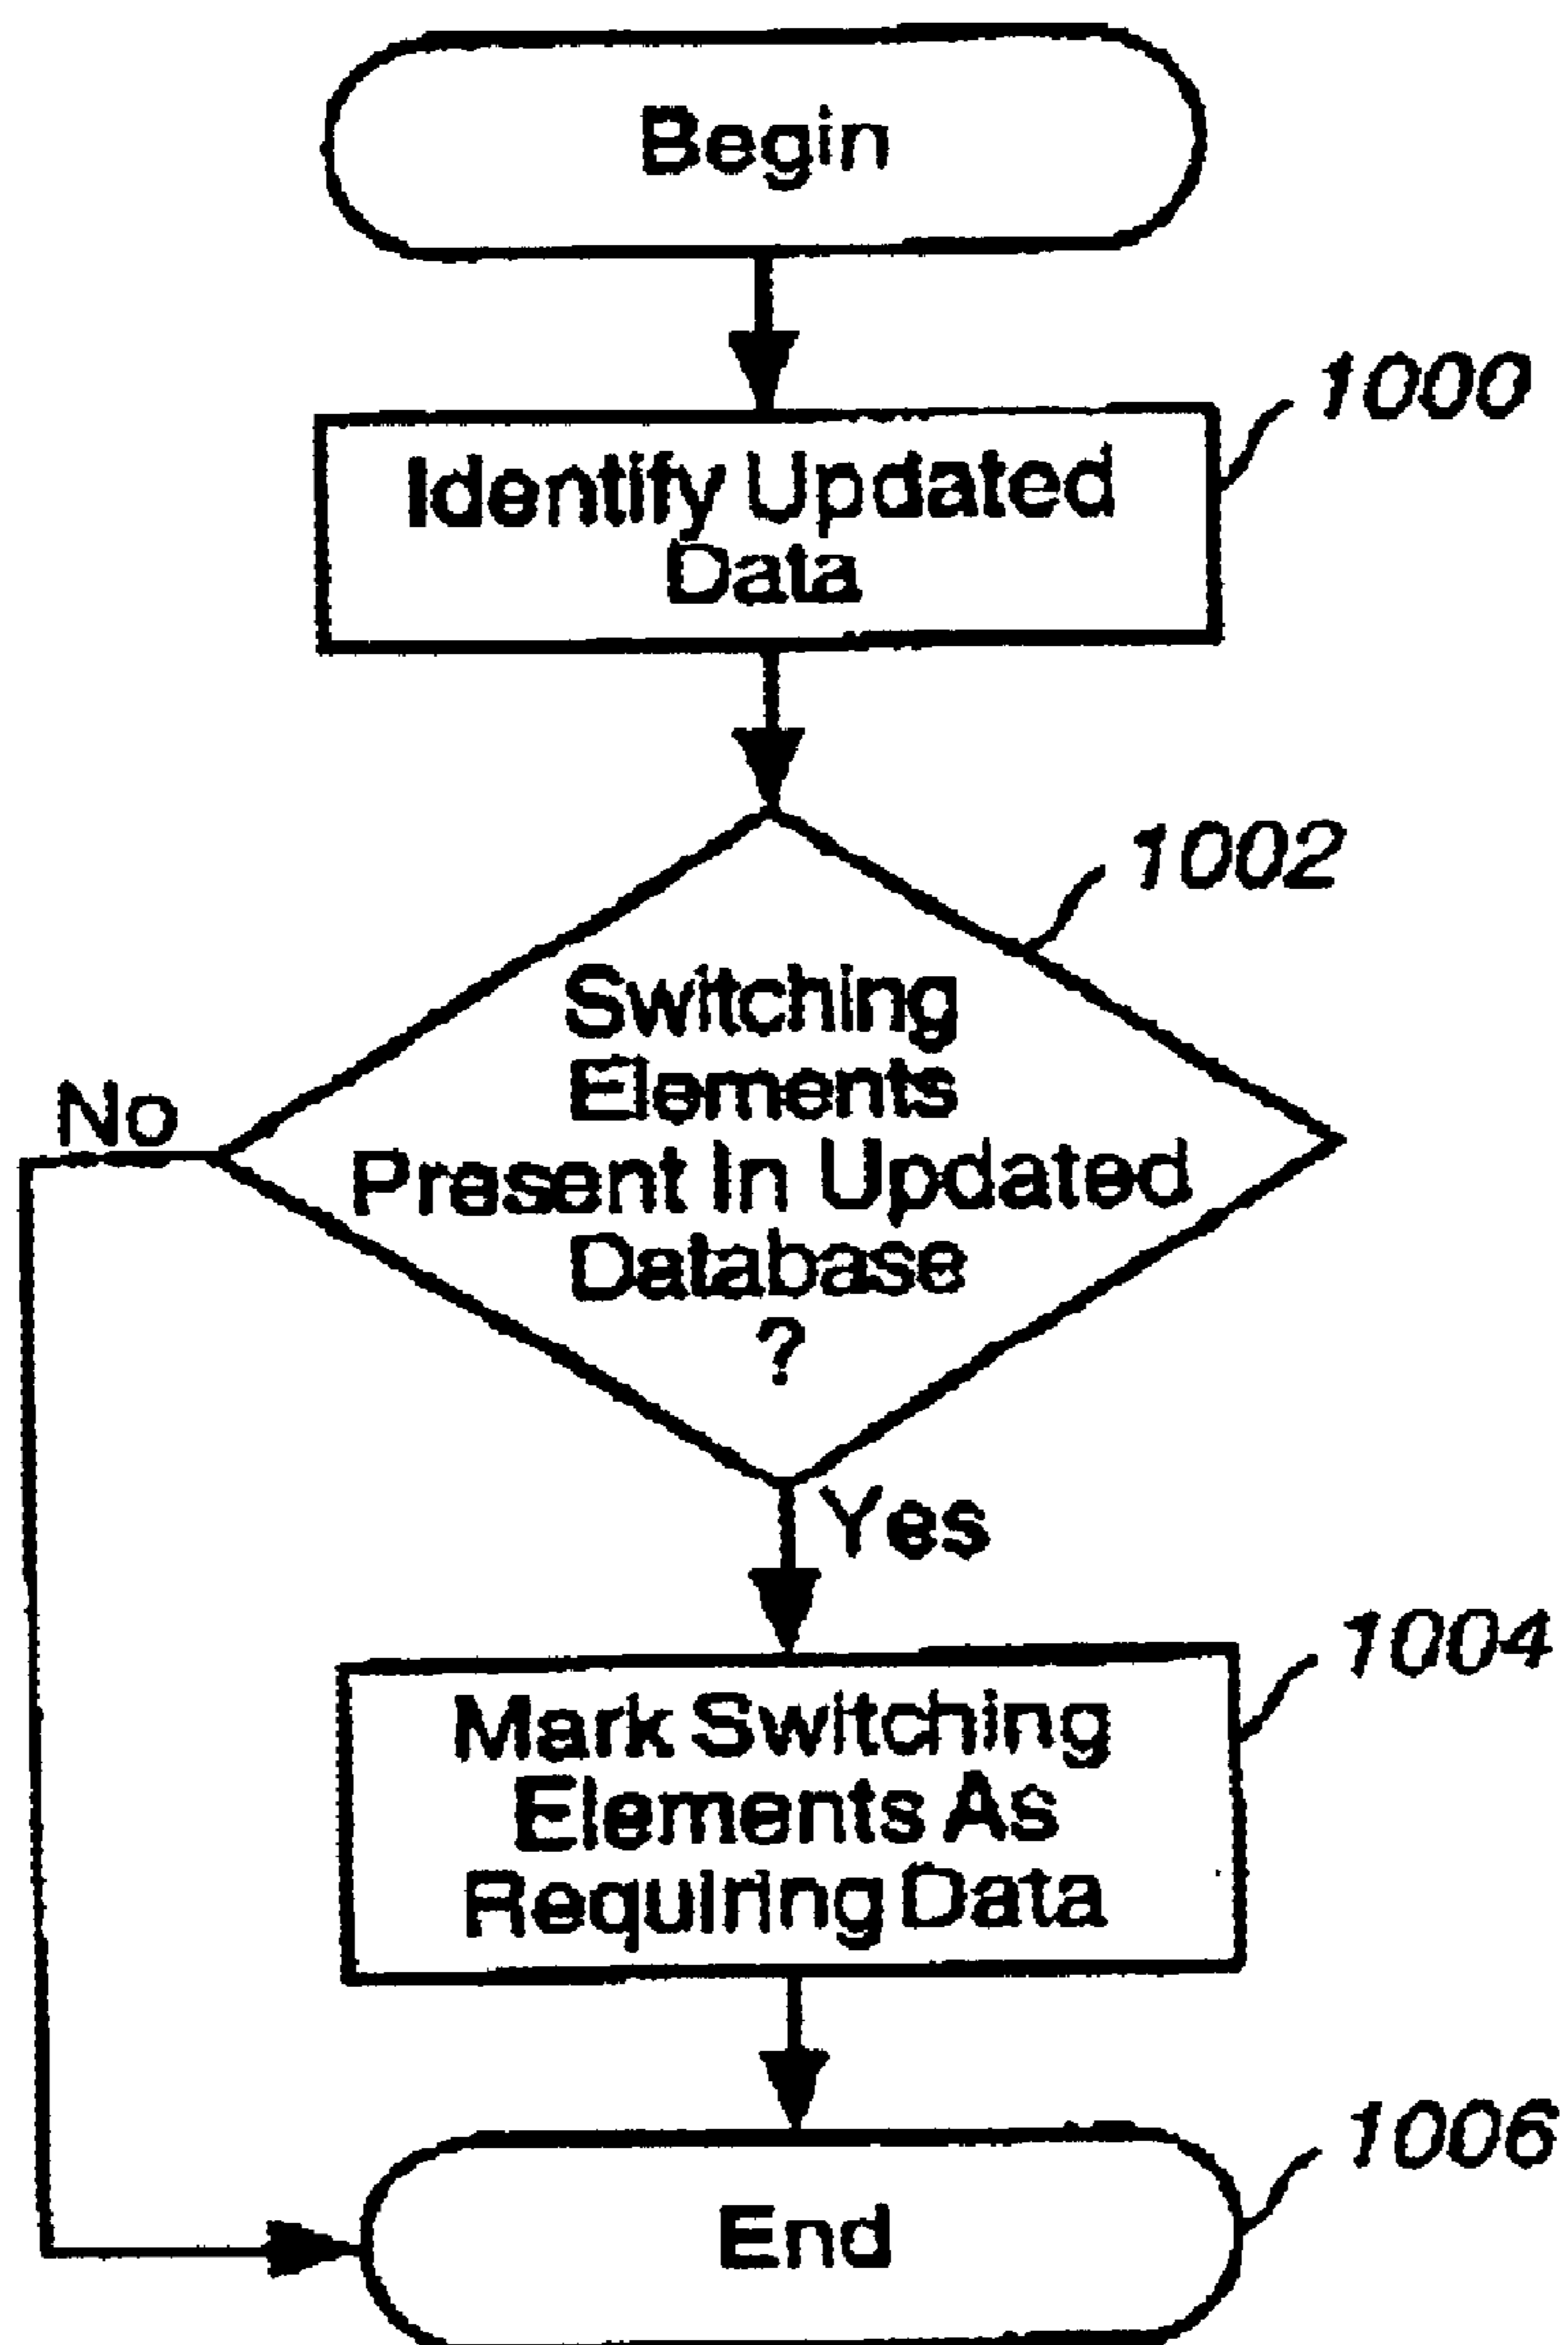 Begin
1000
Identify Updated
Data
1002
Switching
Elements
Present In Updated
Database
?
No
Yes
1004
Mark Switching
Elements As
Requiring Data
1006
End